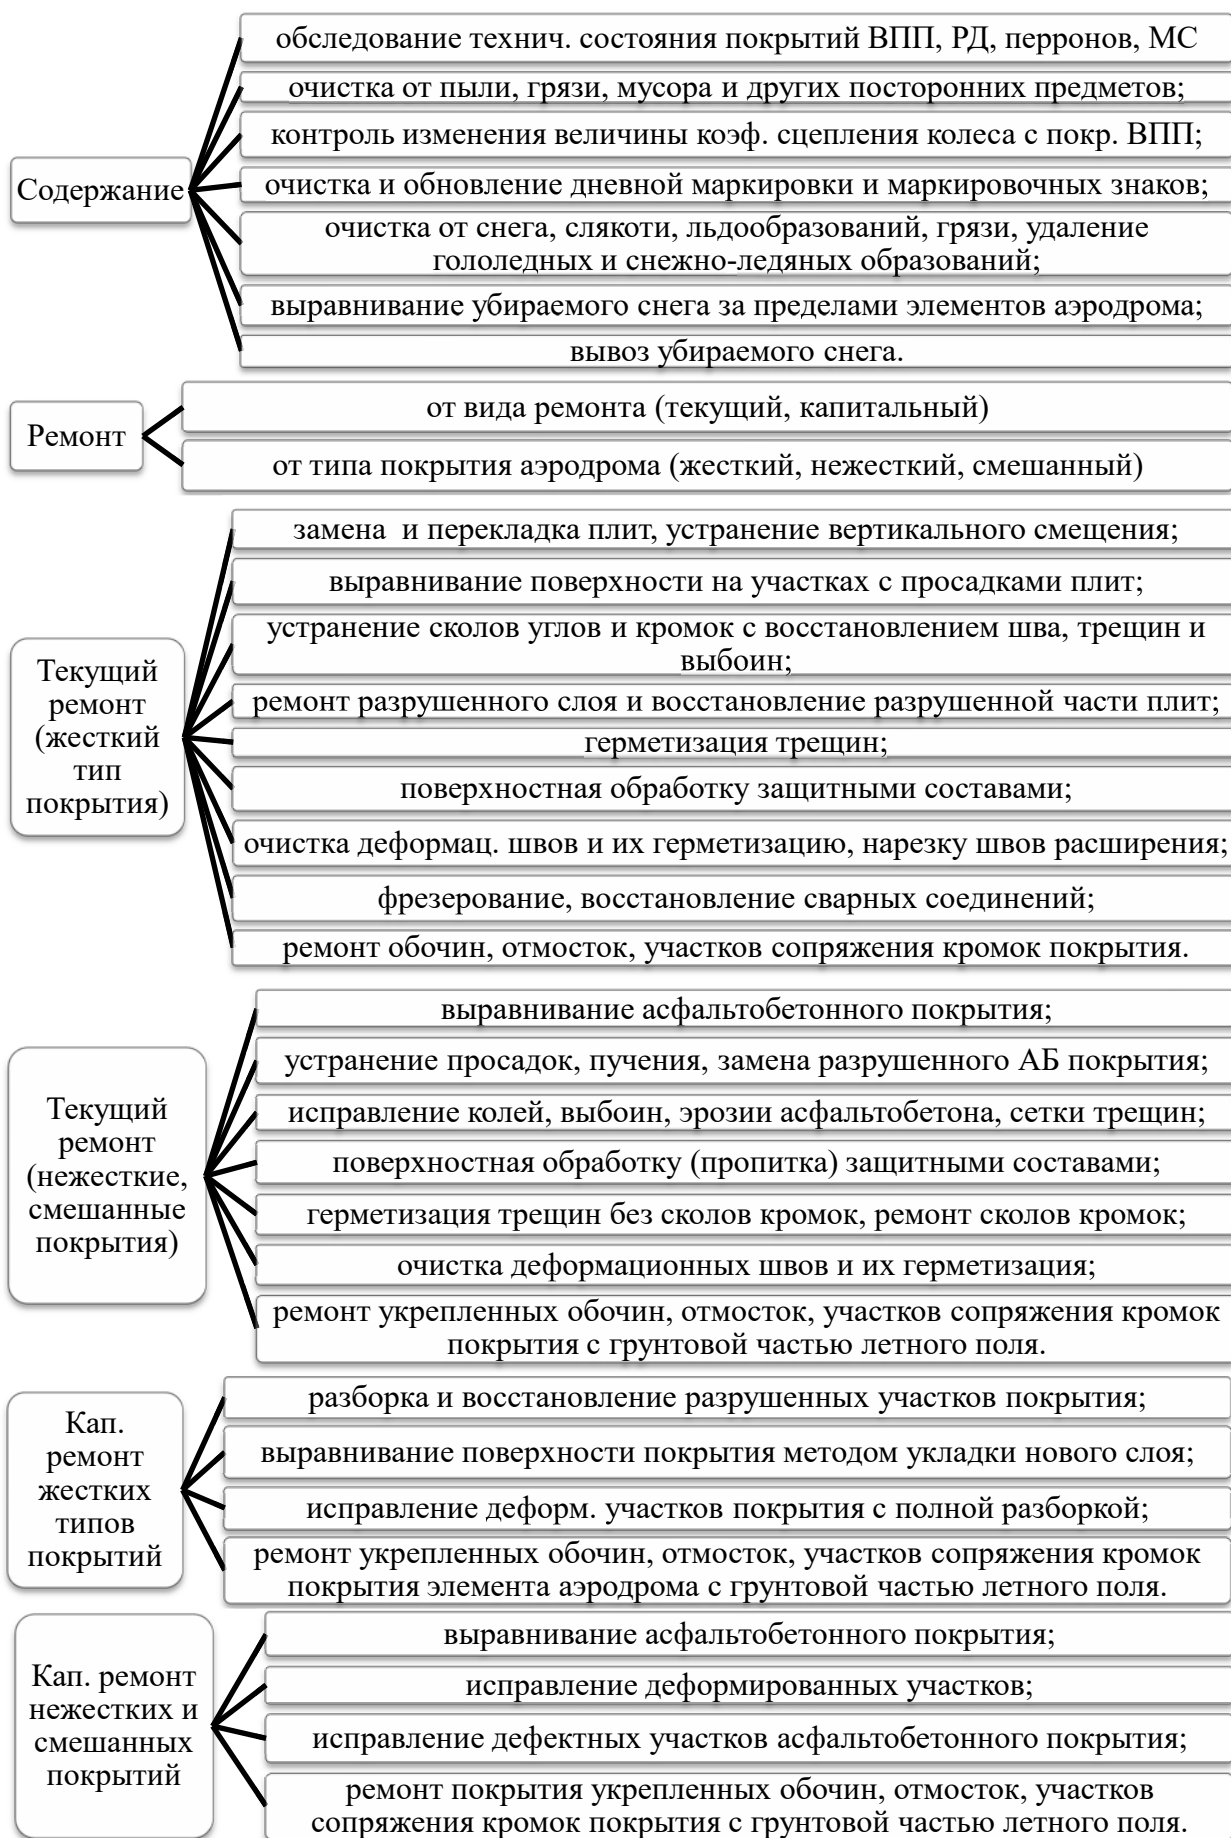 обследование технич. состояния покрытий ВПП, РД, перронов, МС
очистка от пыли, грязи, мусора и других посторонних предметов;
контроль изменения величины коэф. сцепления колеса с покр. ВПП;
Содержание
очистка и обновление дневной маркировки и маркировочных знаков;
очистка от снега, слякоти, льдообразований, грязи, удаление
гололедных и снежно-ледяных образований;
выравнивание убираемого снега за пределами элементов аэродрома;
вывоз убираемого снега.
Ремонт
от вида ремонта (текущий, капитальный)
от типа покрытия аэродрома (жесткий, нежесткий, смешанный)
Текущий
ремонт
(жесткий
тип
покрытия)
замена  и перекладка плит, устранение вертикального смещения;
выравнивание поверхности на участках с просадками плит;
устранение сколов углов и кромок с восстановлением шва, трещин и
выбоин;
ремонт разрушенного слоя и восстановление разрушенной части плит;
герметизация трещин;
поверхностная обработку защитными составами;
очистка деформац. швов и их герметизацию, нарезку швов расширения;
фрезерование, восстановление сварных соединений;
ремонт обочин, отмосток, участков сопряжения кромок покрытия.
Текущий
ремонт
(нежесткие,
смешанные
покрытия)
выравнивание асфальтобетонного покрытия;
устранение просадок, пучения, замена разрушенного АБ покрытия;
исправление колей, выбоин, эрозии асфальтобетона, сетки трещин;
поверхностная обработку (пропитка) защитными составами;
герметизация трещин без сколов кромок, ремонт сколов кромок;
очистка деформационных швов и их герметизация;
ремонт укрепленных обочин, отмосток, участков сопряжения кромок
покрытия с грунтовой частью летного поля.
Кап.
ремонт
жестких
типов
покрытий
разборка и восстановление разрушенных участков покрытия;
выравнивание поверхности покрытия методом укладки нового слоя;
исправление деформ. участков покрытия с полной разборкой;
ремонт укрепленных обочин, отмосток, участков сопряжения кромок
покрытия элемента аэродрома с грунтовой частью летного поля.
Кап. ремонт
нежестких и
смешанных
покрытий
выравнивание асфальтобетонного покрытия;
исправление деформированных участков;
исправление дефектных участков асфальтобетонного покрытия;
ремонт покрытия укрепленных обочин, отмосток, участков
сопряжения кромок покрытия с грунтовой частью летного поля.